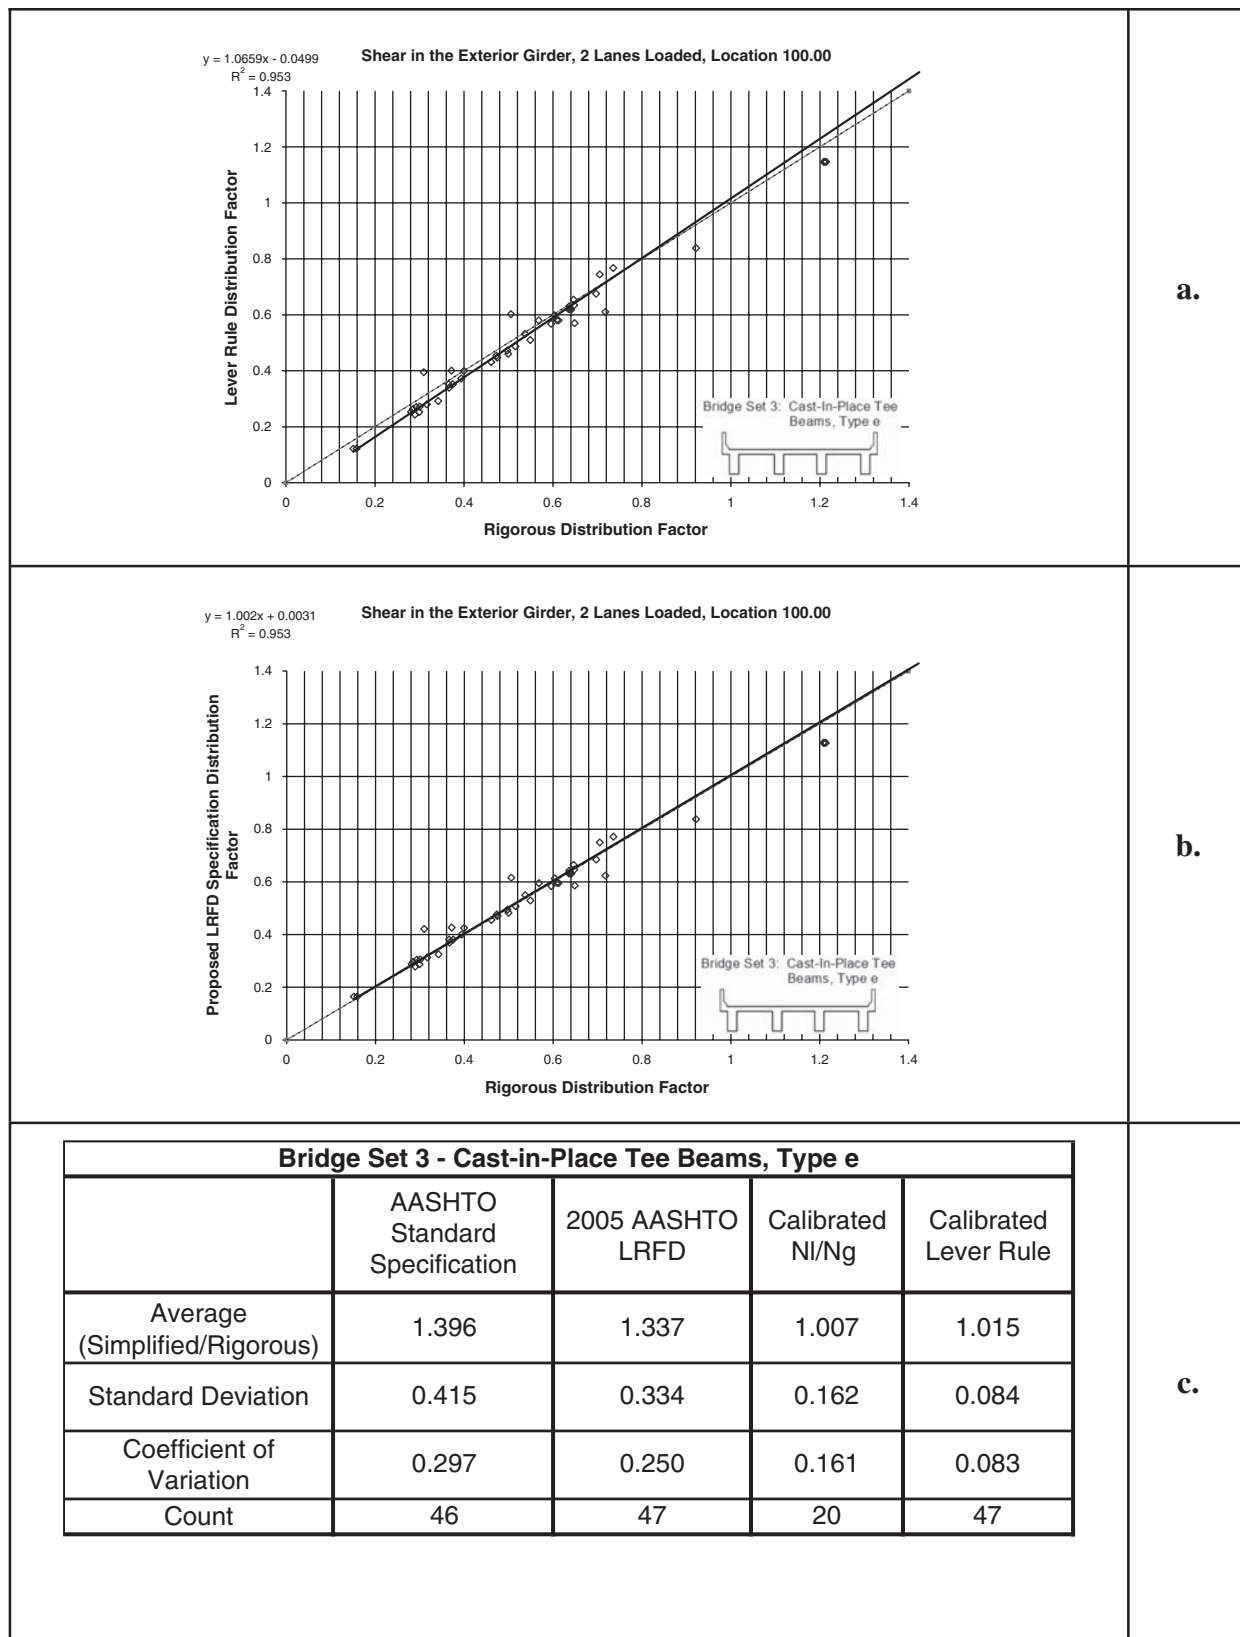 y = 1.0659x - 0.0499
R2 = 0.953
Shear in the Exterior Girder, 2 Lanes Loaded, Location 100.00
Lever Rule Distribution Factor
1.4
1.2
1
0.8
0.6
0.4
0.2
0
0 0.2 0.4 0.6 0.8 1 1.2 1.4
Rigorous Distribution Factor
Bridge Set 3: Cast-In-Place Tee
Beams, Type e
a.
y = 1.002x + 0.0031
R2 = 0.953
Shear in the Exterior Girder, 2 Lanes Loaded, Location 100.00
Proposed LRFD Specification Distribution
Factor
1.4
1.2
1
0.8
0.6
0.4
0.2
0
0 0.2 0.4 0.6 0.8 1 1.2 1.4
Rigorous Distribution Factor
Bridge Set 3: Cast-In-Place Tee
Beams, Type e
b.
Bridge Set 3 - Cast-in-Place Tee Beams, Type e
AASHTO
Standard
Specification
2005 AASHTO
LRFD
Calibrated
Nl/Ng
Calibrated
Lever Rule
Average
(Simplified/Rigorous)
1.396 1.337 1.007 1.015
Standard Deviation 0.415 0.334 0.162 0.084
Coefficient of
Variation
0.297 0.250 0.161 0.083
Count 46 47 20 47
c.